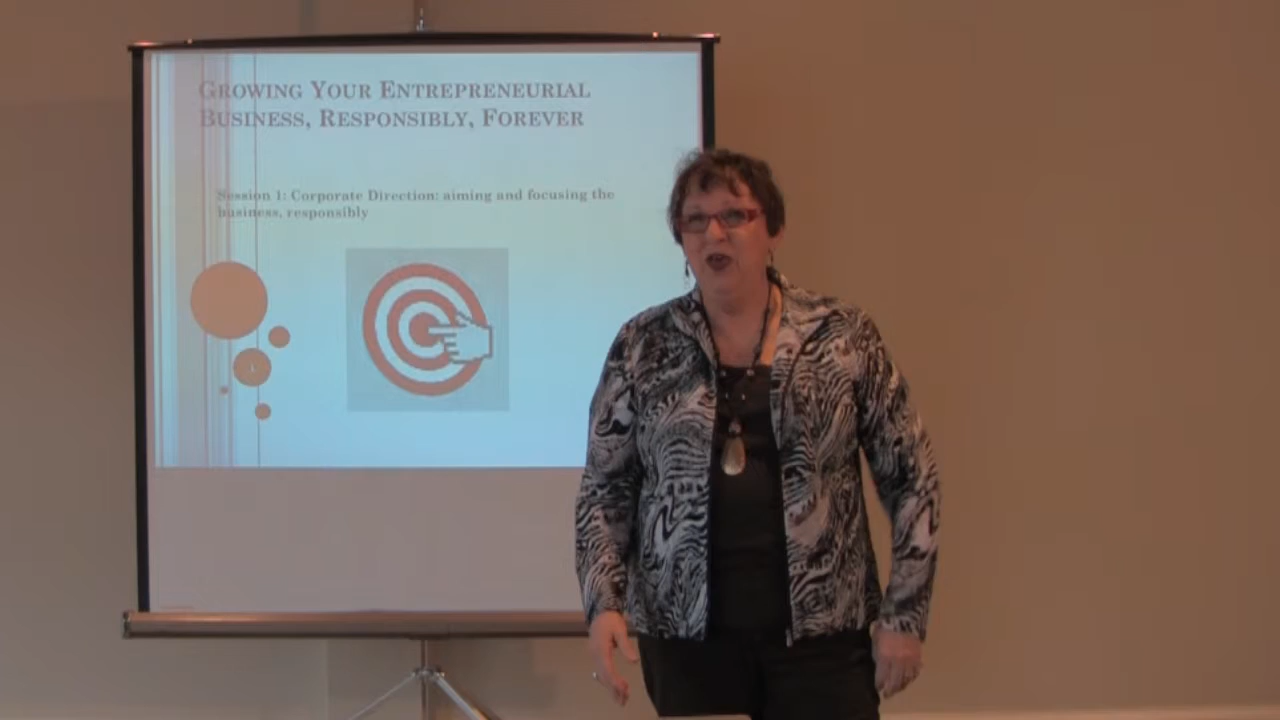 GROWING YOUR ENTREPRENEURIAL
BUSINESS, RESPONSIBLY, FOREVER
Session 1: Corporate Direction: aiming and focusing the
business, responsibly